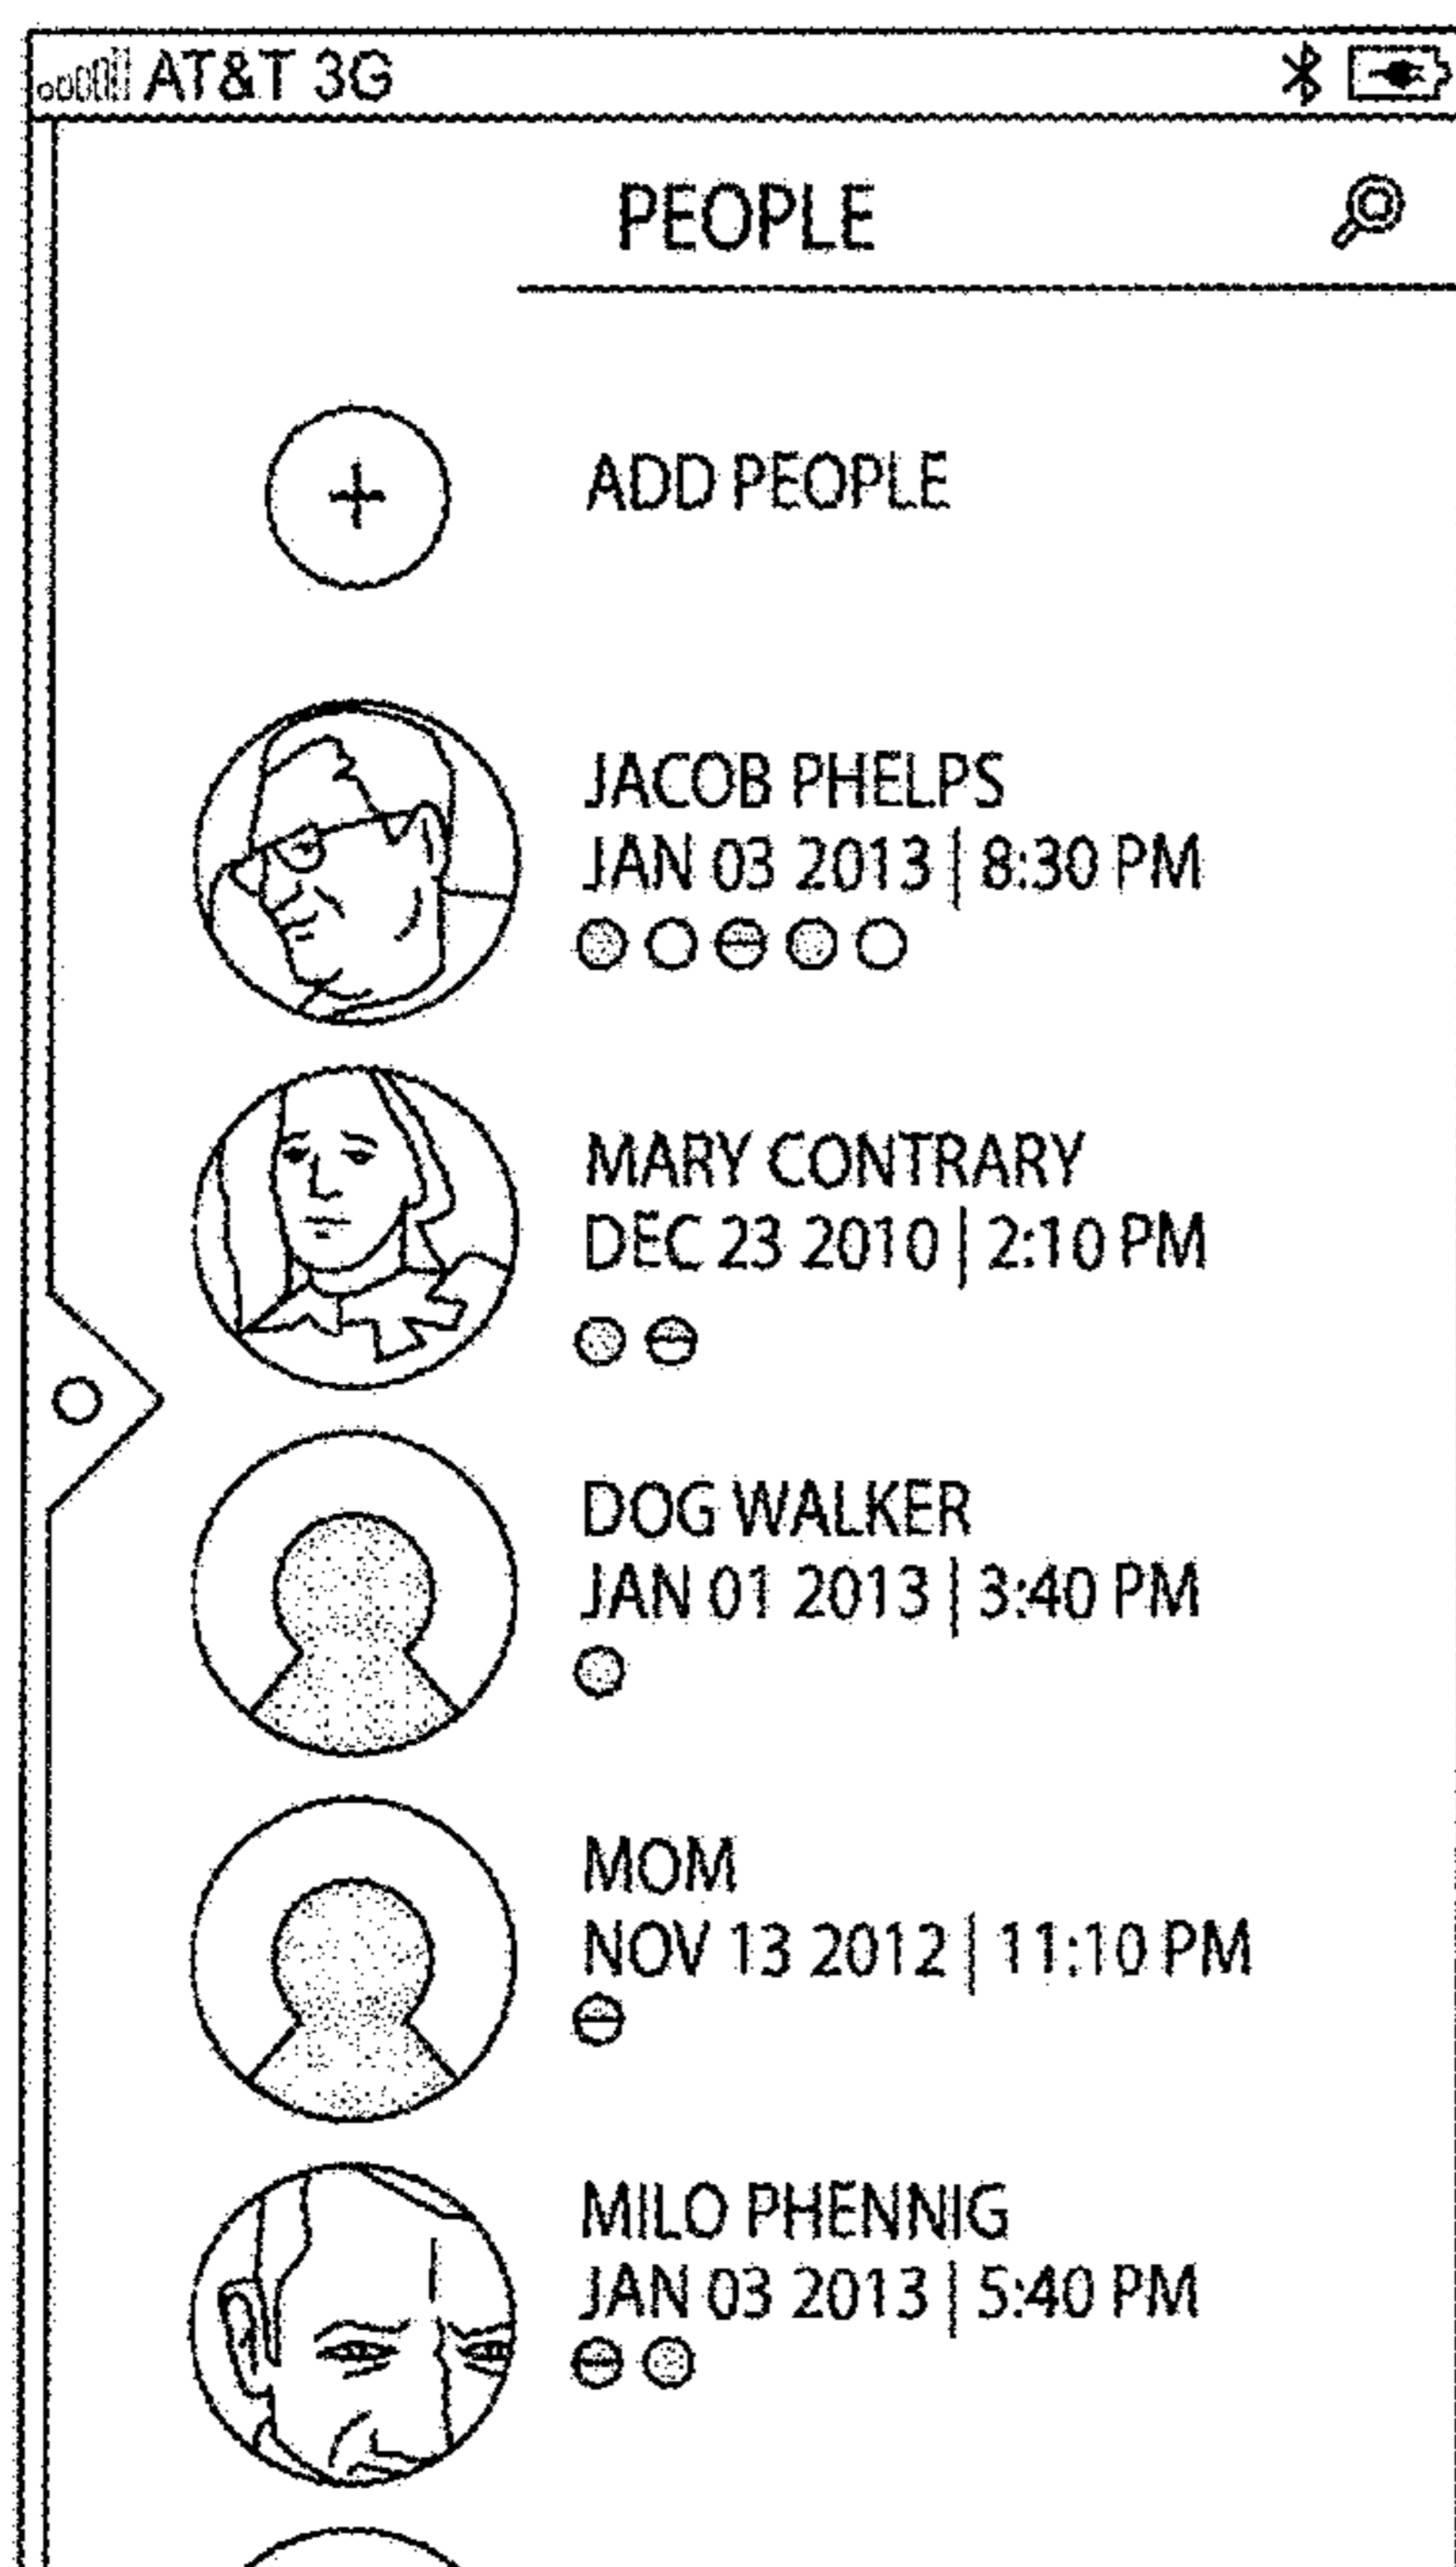 AT&T 3G
PEOPLE
ADD PEOPLE
JACOB PHELPS
JAN 03 2013 | 8:30 PM
MARY CONTRARY
DEC 23 2010 | 2:10 PM
DOG WALKER
JAN 01 2013 | 3:40 PM
MOM
NOV 13 2012 | 11:10 PM
MILO PHENNIG
JAN 03 2013 | 5:40 PM